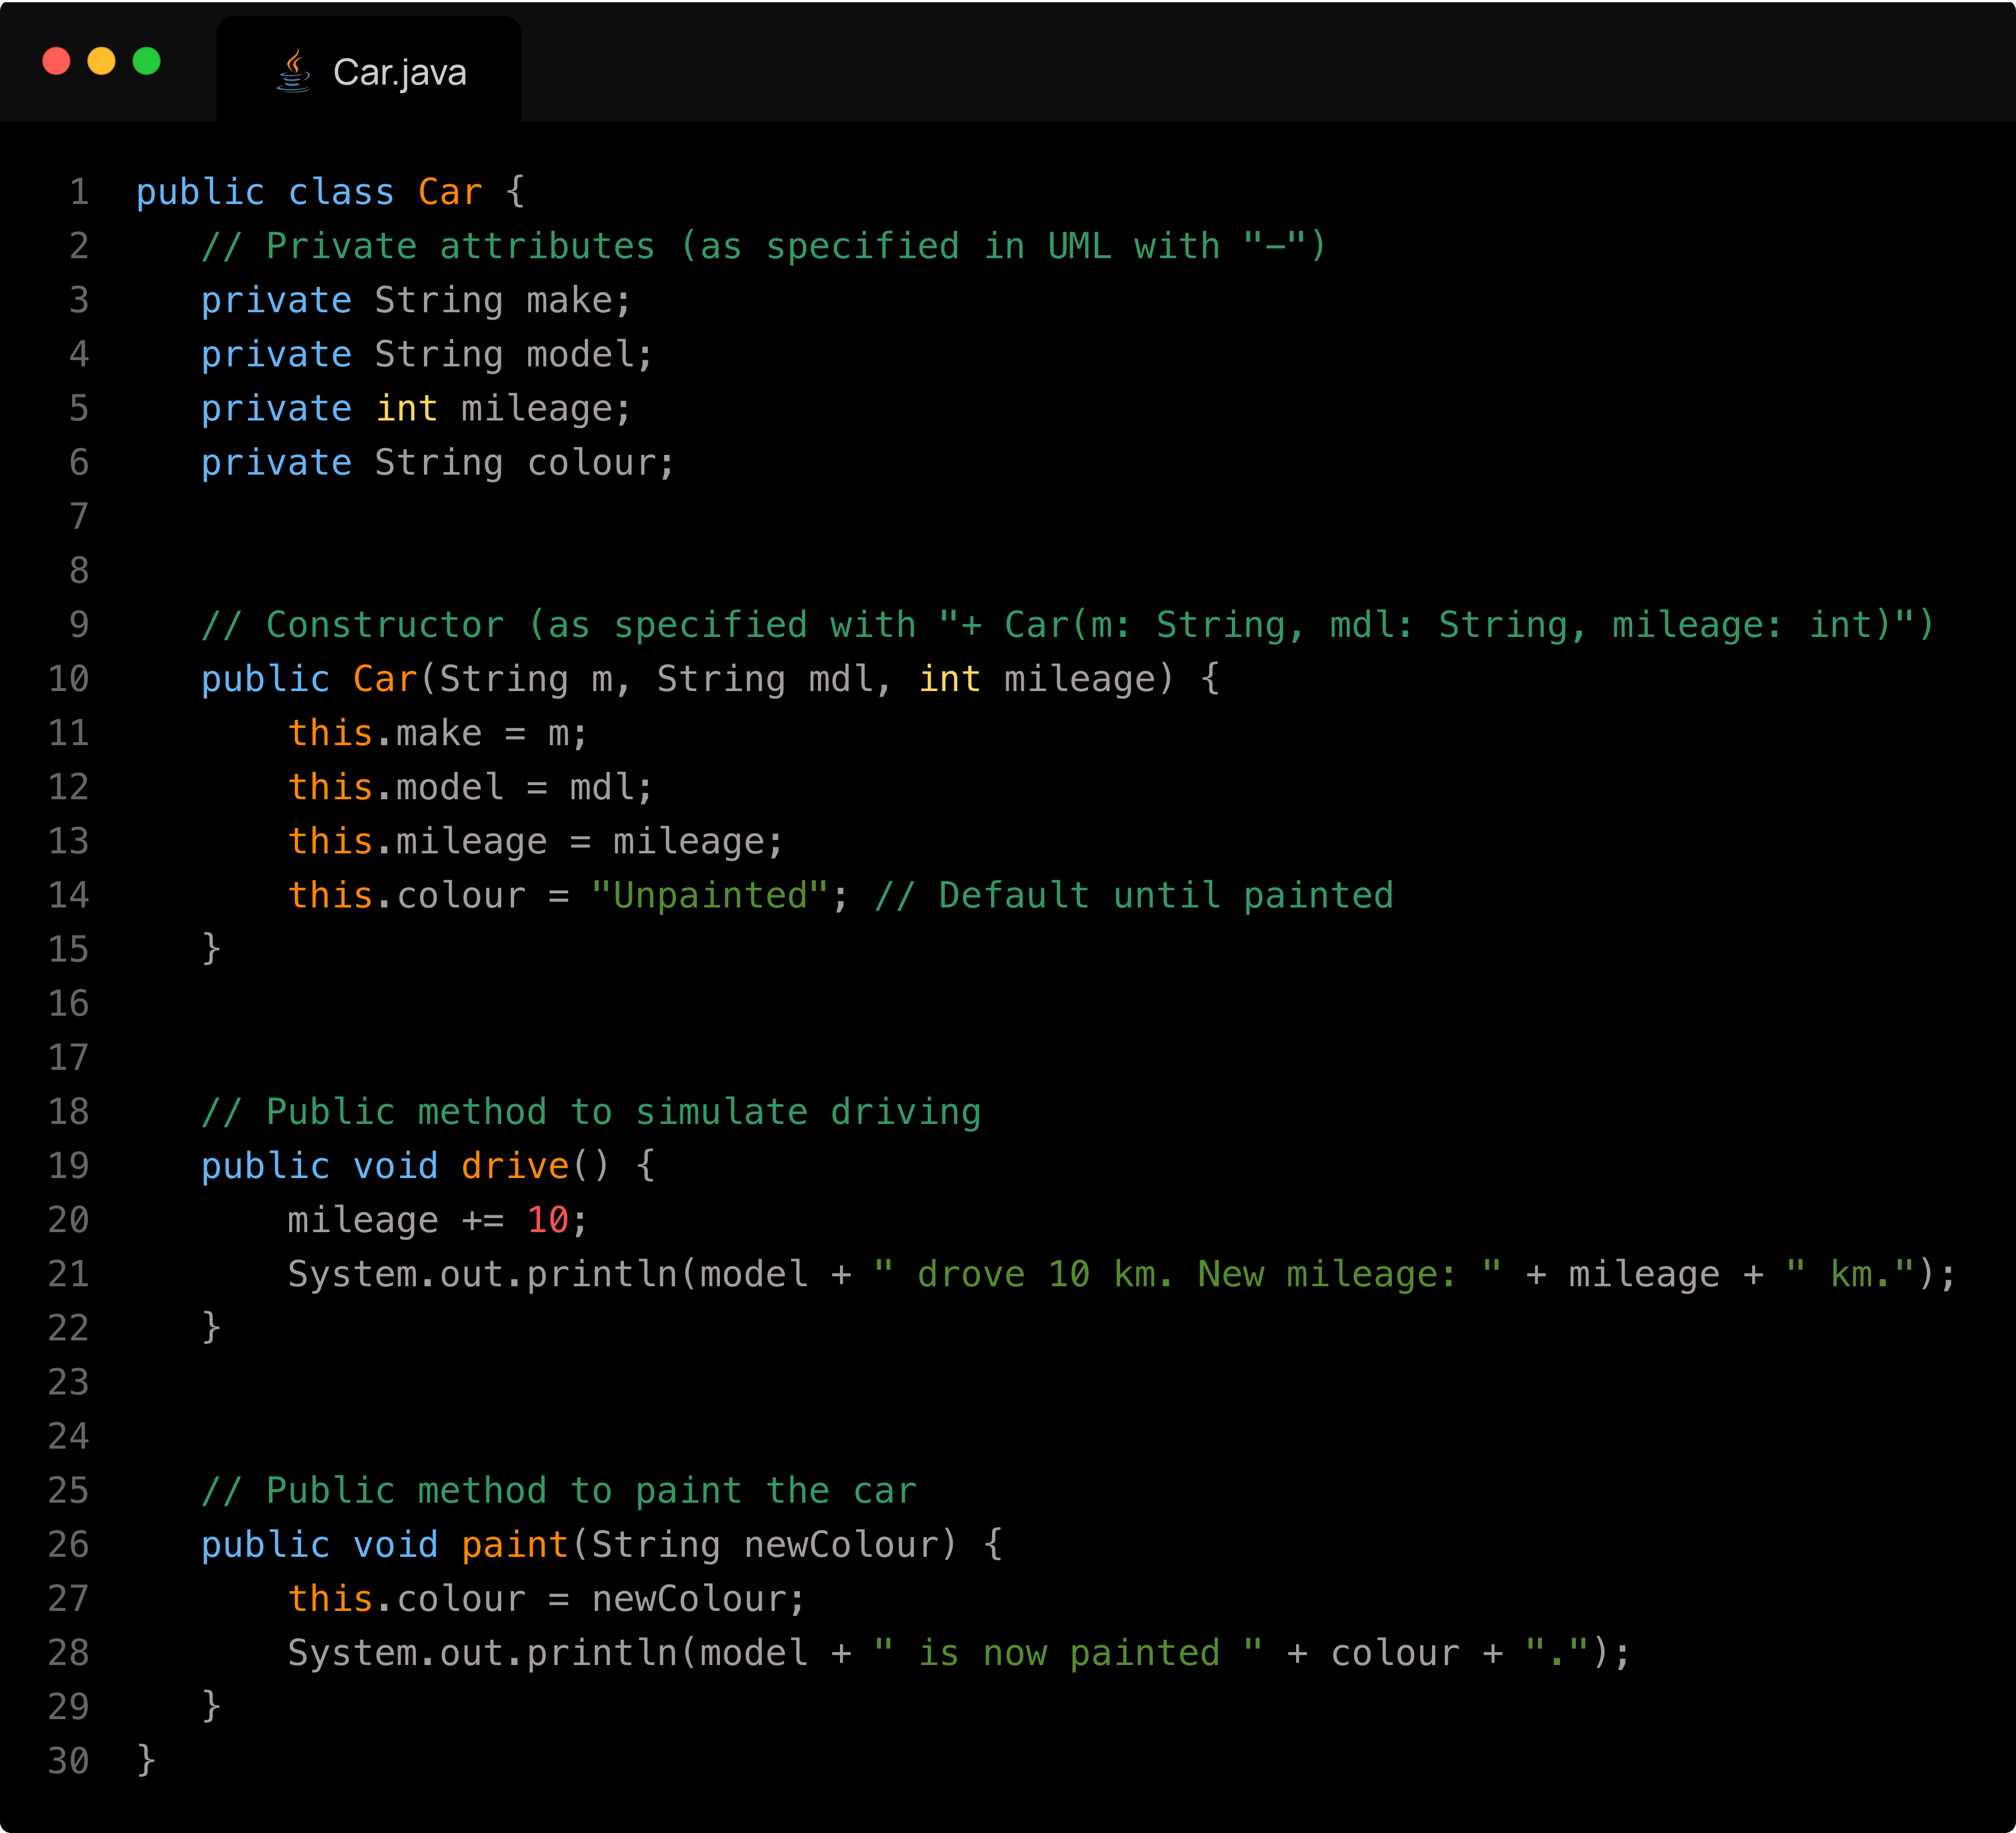 Car.java
1 public class Car {
2 // Private attributes (as specified in UML with "–")
3 private String make;
4 private String model;
5 private int mileage;
6 private String colour;
7
8
9 // Constructor (as specified with "+ Car(m: String, mdl: String, mileage: int)")
10 public Car(String m, String mdl, int mileage) {
11 this.make = m;
12 this.model = mdl;
13 this.mileage = mileage;
14 this.colour = "Unpainted"; // Default until painted
15 }
16
17
18 // Public method to simulate driving
19 public void drive() {
20 mileage += 10;
21 System.out.println(model + " drove 10 km. New mileage: " + mileage + " km.");
22 }
23
24
25 // Public method to paint the car
26 public void paint(String newColour) {
27 this.colour = newColour;
28 System.out.println(model + " is now painted " + colour + ".");
29 }
30 }